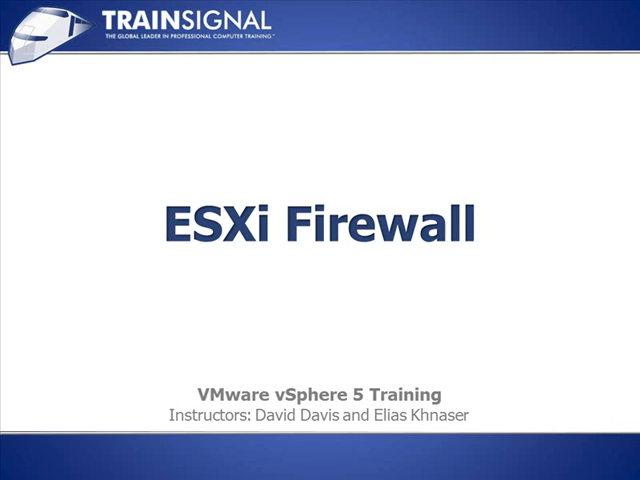 TRAINSIGNAL
THE GLOBAL LEADER IN PROFESSIONAL COMPUTER TRAINING™
ESXi Firewall
VMware vSphere 5 Training
Instructors: David Davis and Elias Khnaser